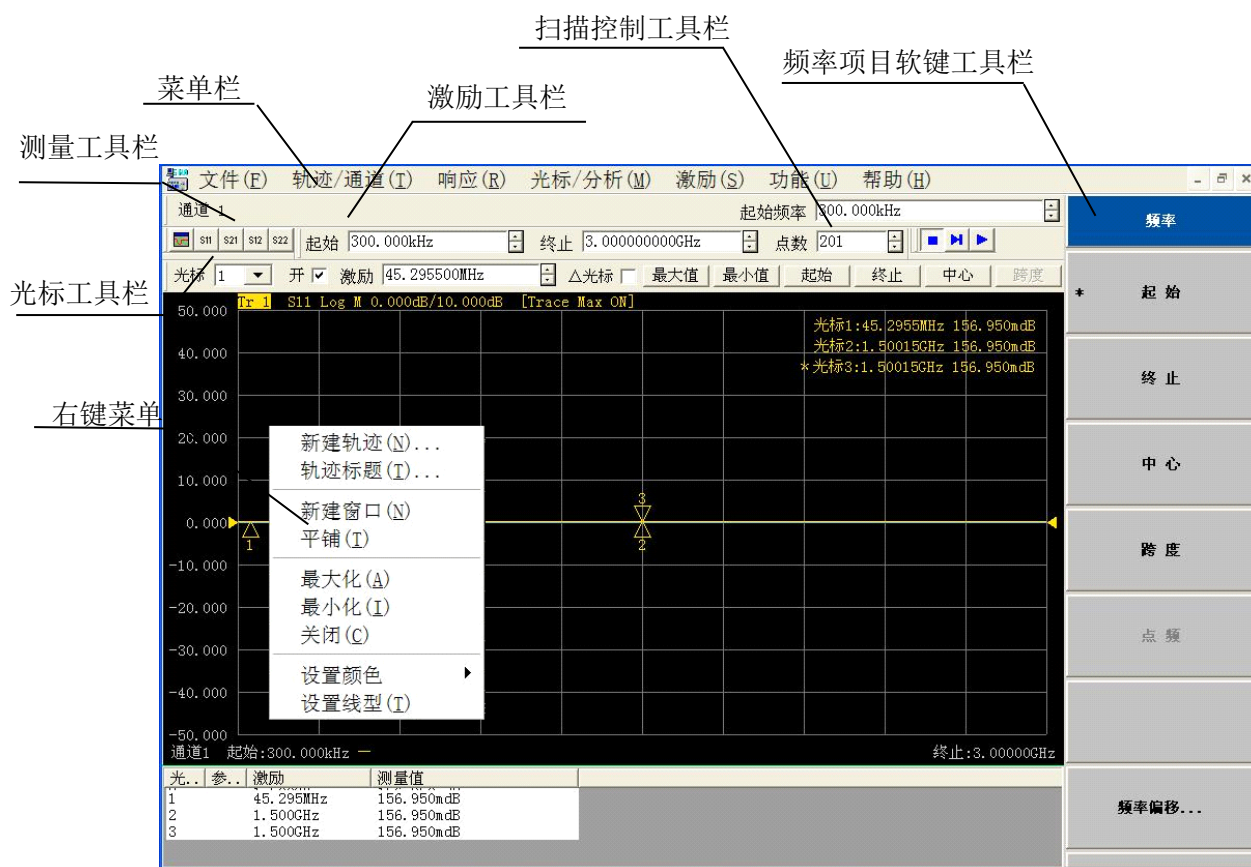 扫描控制工具栏
频率项目软键工具栏
菜单栏
激励工具栏
测量工具栏
光标工具栏
右键菜单
文件(F) 轨迹/通道(T) 响应(R) 光标/分析(M) 激励(S) 功能(U) 帮助(H)
通道 1 起始频率 300.000kHz
S11 S21 S12 S22 起始 300.000kHz 终止 3.000000000GHz 点数 201
光标 1 开 激励 45.295500MHz △光标 最大值 最小值 起始 终止 中心 跨度
Tr 1 S11 Log M 0.000dB/10.000dB [Trace Max ON]
50.000
40.000
30.000
20.000
10.000
0.000
-10.000
-20.000
-30.000
-40.000
-50.000
光标1:45.2955MHz 156.950mdB
光标2:1.50015GHz 156.950mdB
*光标3:1.50015GHz 156.950mdB
1
3
2
新建轨迹(N)...
轨迹标题(T)...
新建窗口(N)
平铺(T)
最大化(A)
最小化(I)
关闭(C)
设置颜色
设置线型(T)
通道1 起始:300.000kHz 终止:3.00000GHz
光.. 参.. 激励 测量值
1 45.295MHz 156.950mdB
2 1.500GHz 156.950mdB
3 1.500GHz 156.950mdB
频率
* 起 始
终 止
中 心
跨 度
点 频
频率偏移...